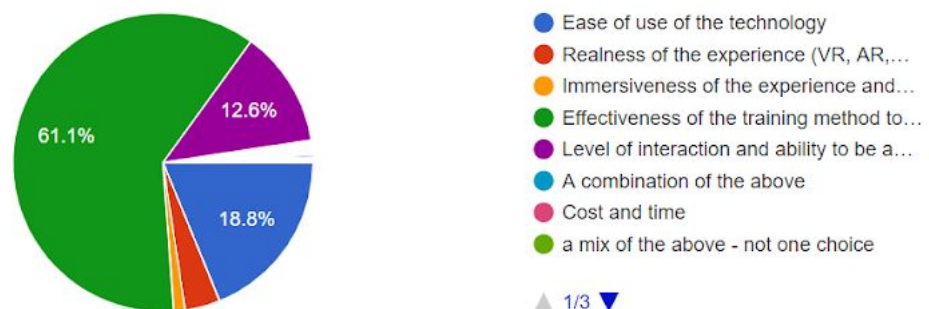 61.1%
12.6%
18.8%
Ease of use of the technology
Realness of the experience (VR, AR,...
Immersiveness of the experience and...
Effectiveness of the training method to...
Level of interaction and ability to be a...
A combination of the above
Cost and time
a mix of the above - not one choice
1/3